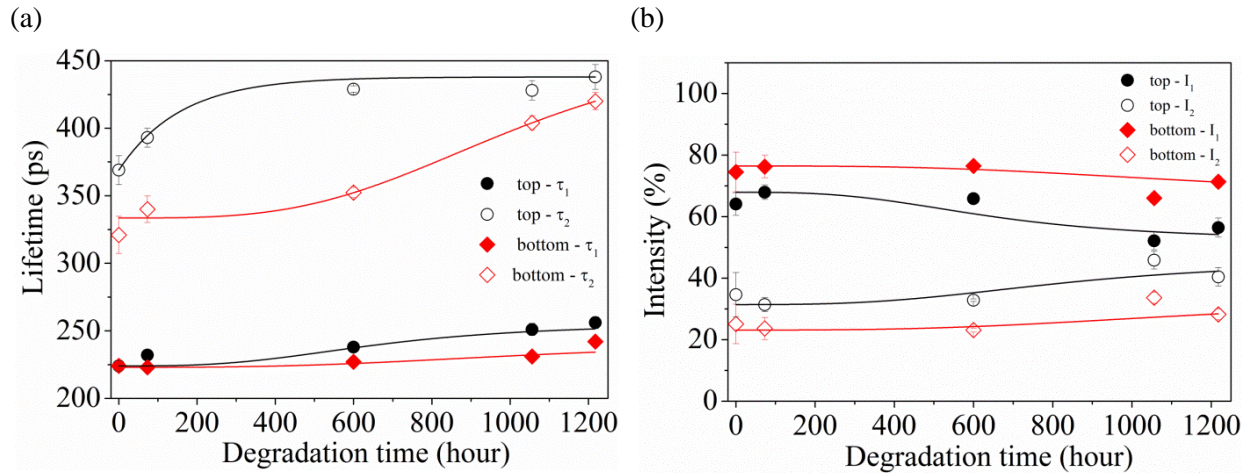 (a)
(b)
450
400
350
300
250
200
Lifetime (ps)
top - τ₁
top - τ₂
bottom - τ₁
bottom - τ₂
0 200 400 600 800 1000 1200
Degradation time (hour)
100
80
60
40
20
0
Intensity (%)
top - I₁
top - I₂
bottom - I₁
bottom - I₂
0 200 400 600 800 1000 1200
Degradation time (hour)